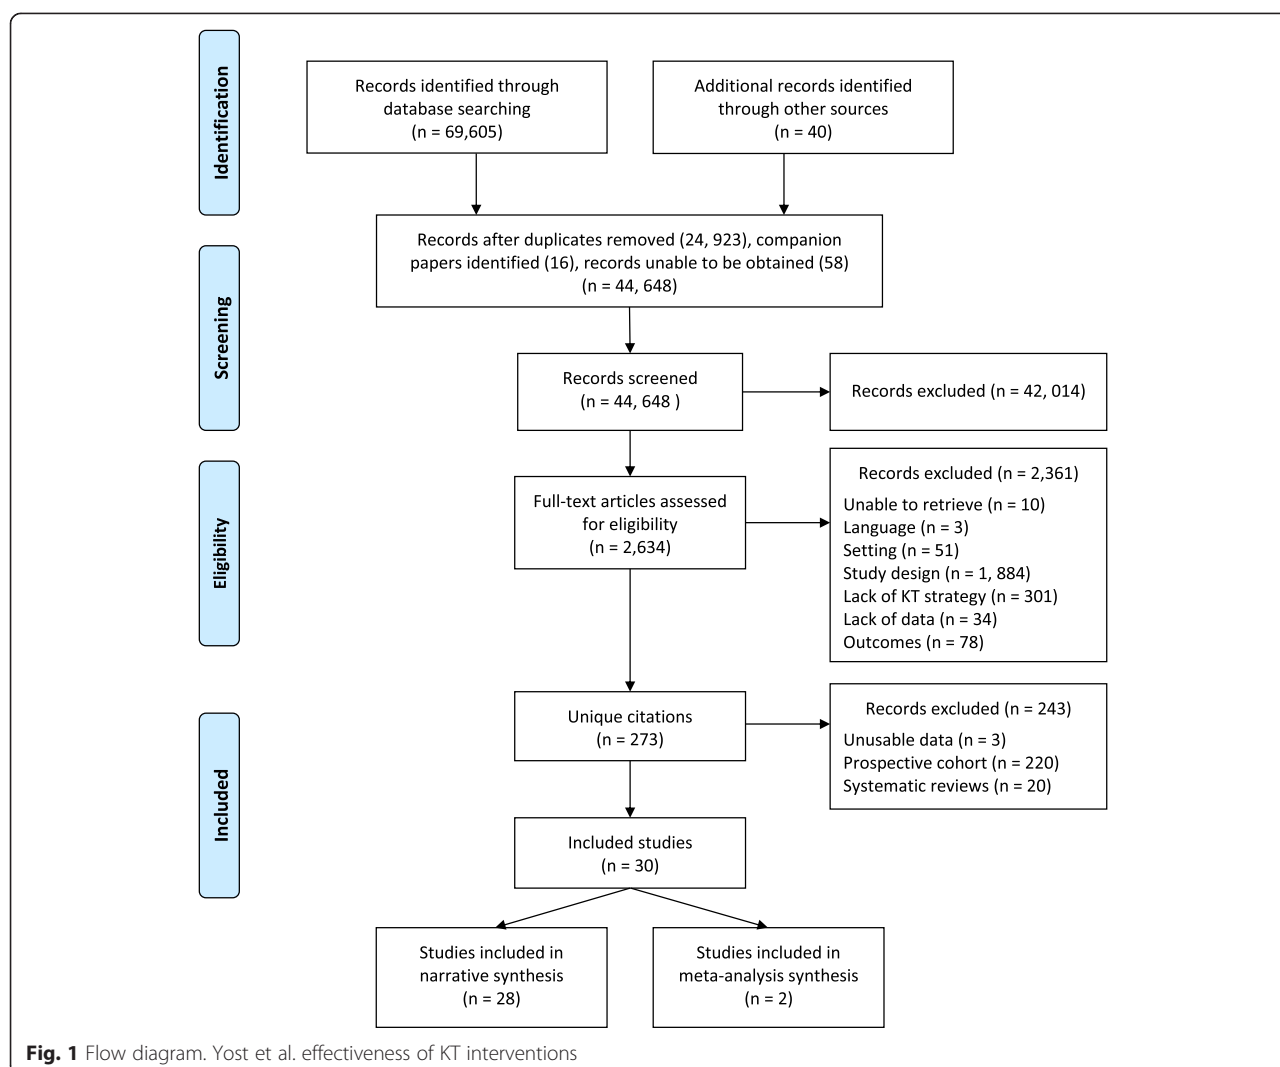 Identification
Records identified through
database searching
(n = 69,605)
Additional records identified
through other sources
(n = 40)
Records after duplicates removed (24, 923), companion
papers identified (16), records unable to be obtained (58)
(n = 44, 648)
Screening
Records screened
(n = 44, 648 )
Records excluded (n = 42, 014)
Eligibility
Full-text articles assessed
for eligibility
(n = 2,634)
Records excluded (n = 2,361)
Unable to retrieve (n = 10)
Language (n = 3)
Setting (n = 51)
Study design (n = 1, 884)
Lack of KT strategy (n = 301)
Lack of data (n = 34)
Outcomes (n = 78)
Included
Unique citations
(n = 273)
Records excluded (n = 243)
Unusable data (n = 3)
Prospective cohort (n = 220)
Systematic reviews (n = 20)
Included studies
(n = 30)
Studies included in
narrative synthesis
(n = 28)
Studies included in
meta-analysis synthesis
(n = 2)
Fig. 1 Flow diagram. Yost et al. effectiveness of KT interventions